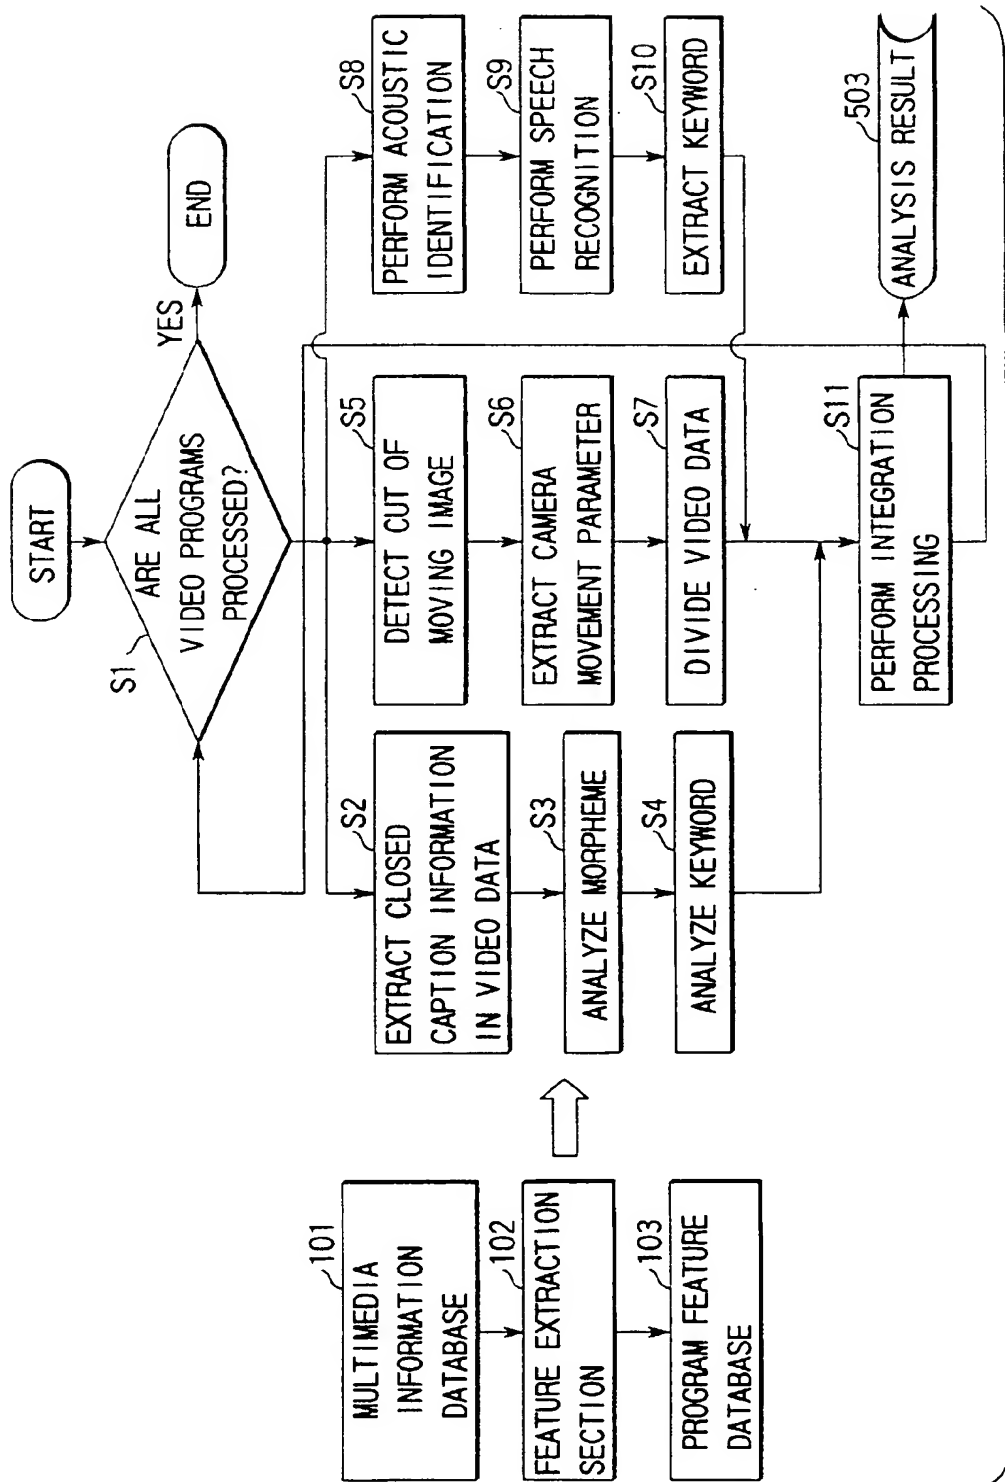 START
S1
ARE ALL
VIDEO PROGRAMS
PROCESSED?
YES
END
101
MULTIMEDIA
INFORMATION
DATABASE
102
FEATURE EXTRACTION
SECTION
103
PROGRAM FEATURE
DATABASE
S2
EXTRACT CLOSED
CAPTION INFORMATION
IN VIDEO DATA
S3
ANALYZE MORPHEME
S4
ANALYZE KEYWORD
S5
DETECT CUT OF
MOVING IMAGE
S6
EXTRACT CAMERA
MOVEMENT PARAMETER
S7
DIVIDE VIDEO DATA
S8
PERFORM ACOUSTIC
IDENTIFICATION
S9
PERFORM SPEECH
RECOGNITION
S10
EXTRACT KEYWORD
S11
PERFORM INTEGRATION
PROCESSING
503
ANALYSIS RESULT